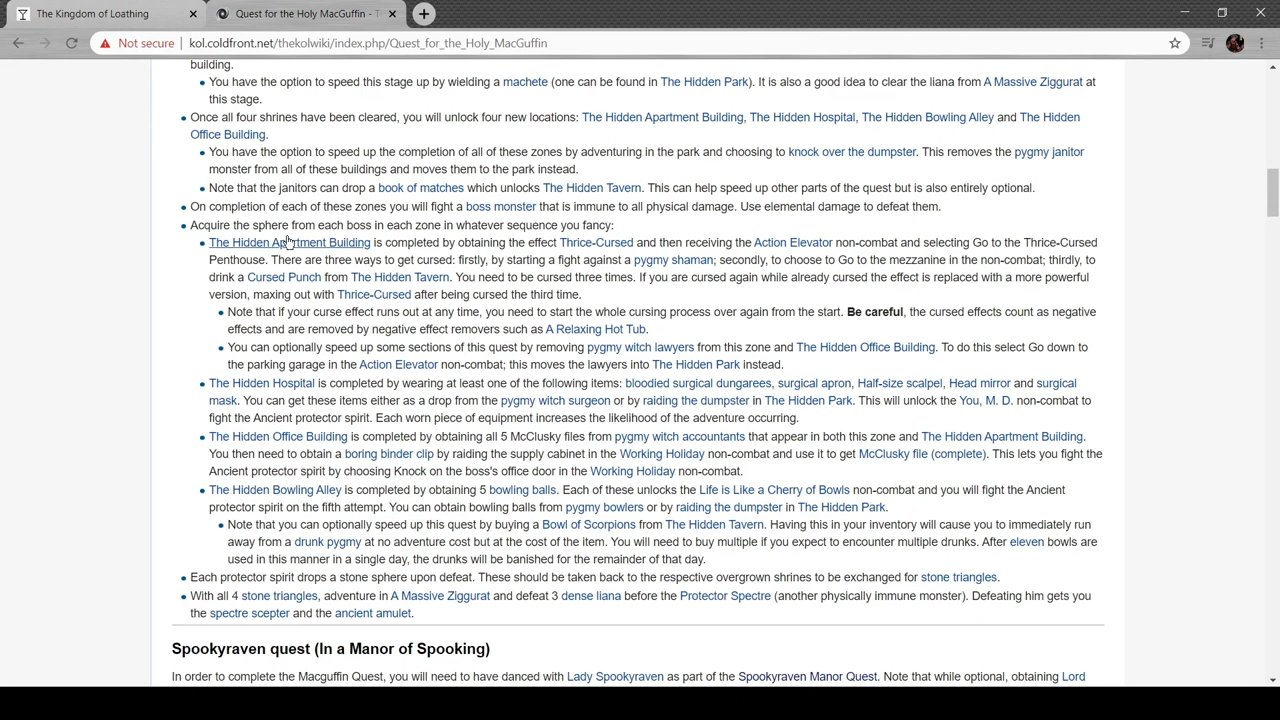 The Kingdom of Loathing
Quest for the Holy MacGuffin - T
Not secure | kol.coldfront.net/thekolwiki/index.php/Quest_for_the_Holy_MacGuffin
building.
You have the option to speed this stage up by wielding a machete (one can be found in The Hidden Park). It is also a good idea to clear the liana from A Massive Ziggurat at
this stage.
Once all four shrines have been cleared, you will unlock four new locations: The Hidden Apartment Building, The Hidden Hospital, The Hidden Bowling Alley and The Hidden
Office Building.
You have the option to speed up the completion of all of these zones by adventuring in the park and choosing to knock over the dumpster. This removes the pygmy janitor
monster from all of these buildings and moves them to the park instead.
Note that the janitors can drop a book of matches which unlocks The Hidden Tavern. This can help speed up other parts of the quest but is also entirely optional.
On completion of each of these zones you will fight a boss monster that is immune to all physical damage. Use elemental damage to defeat them.
Acquire the sphere from each boss in each zone in whatever sequence you fancy:
The Hidden Apartment Building is completed by obtaining the effect Thrice-Cursed and then receiving the Action Elevator non-combat and selecting Go to the Thrice-Cursed
Penthouse. There are three ways to get cursed: firstly, by starting a fight against a pygmy shaman; secondly, to choose to Go to the mezzanine in the non-combat; thirdly, to
drink a Cursed Punch from The Hidden Tavern. You need to be cursed three times. If you are cursed again while already cursed the effect is replaced with a more powerful
version, maxing out with Thrice-Cursed after being cursed the third time.
Note that if your curse effect runs out at any time, you need to start the whole cursing process over again from the start. Be careful, the cursed effects count as negative
effects and are removed by negative effect removers such as A Relaxing Hot Tub.
You can optionally speed up some sections of this quest by removing pygmy witch lawyers from this zone and The Hidden Office Building. To do this select Go down to
the parking garage in the Action Elevator non-combat; this moves the lawyers into The Hidden Park instead.
The Hidden Hospital is completed by wearing at least one of the following items: bloodied surgical dungarees, surgical apron, Half-size scalpel, Head mirror and surgical
mask. You can get these items either as a drop from the pygmy witch surgeon or by raiding the dumpster in The Hidden Park. This will unlock the You, M. D. non-combat to
fight the Ancient protector spirit. Each worn piece of equipment increases the likelihood of the adventure occurring.
The Hidden Office Building is completed by obtaining all 5 McClusky files from pygmy witch accountants that appear in both this zone and The Hidden Apartment Building.
You then need to obtain a boring binder clip by raiding the supply cabinet in the Working Holiday non-combat and use it to get McClusky file (complete). This lets you fight the
Ancient protector spirit by choosing Knock on the boss's office door in the Working Holiday non-combat.
The Hidden Bowling Alley is completed by obtaining 5 bowling balls. Each of these unlocks the Life is Like a Cherry of Bowls non-combat and you will fight the Ancient
protector spirit on the fifth attempt. You can obtain bowling balls from pygmy bowlers or by raiding the dumpster in The Hidden Park.
Note that you can optionally speed up this quest by buying a Bowl of Scorpions from The Hidden Tavern. Having this in your inventory will cause you to immediately run
away from a drunk pygmy at no adventure cost but at the cost of the item. You will need to buy multiple if you expect to encounter multiple drunks. After eleven bowls are
used in this manner in a single day, the drunks will be banished for the remainder of that day.
Each protector spirit drops a stone sphere upon defeat. These should be taken back to the respective overgrown shrines to be exchanged for stone triangles.
With all 4 stone triangles, adventure in A Massive Ziggurat and defeat 3 dense liana before the Protector Spectre (another physically immune monster). Defeating him gets you
the spectre scepter and the ancient amulet.
Spookyraven quest (In a Manor of Spooking)
In order to complete the Macguffin Quest, you will need to have danced with Lady Spookyraven as part of the Spookyraven Manor Quest. Note that while optional, obtaining Lord